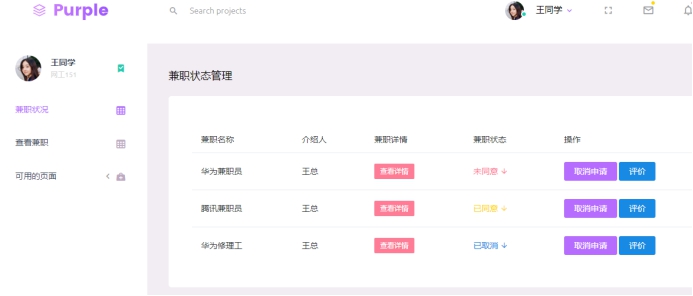 Purple
Search projects
王同学
王同学
网工151
兼职状况
查看兼职
可用的页面
兼职状态管理
兼职名称 介绍人 兼职详情 兼职状态 操作
华为兼职员 王总 查看详情 未同意 ↓ 取消申请 评价
腾讯兼职员 王总 查看详情 已同意 ↓ 取消申请 评价
华为修理工 王总 查看详情 已取消 ↓ 取消申请 评价